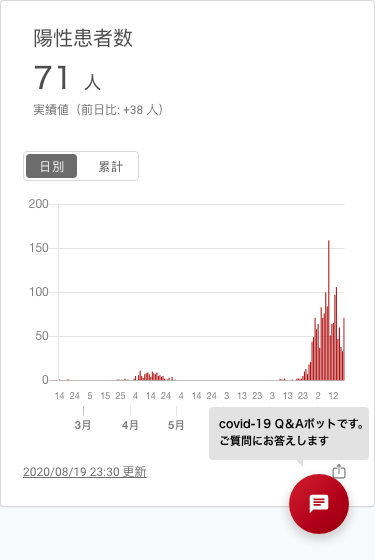 陽性患者数
71 人
実績値（前日比: +38 人）
日別 累計
200
150
100
50
0
14 24 5 15 25 4 14 24 4 14 24 3 13 23 3 13 23 2 12
3月 4月 5月
covid-19 Q&Aボットです。
ご質問にお答えします
2020/08/19 23:30 更新